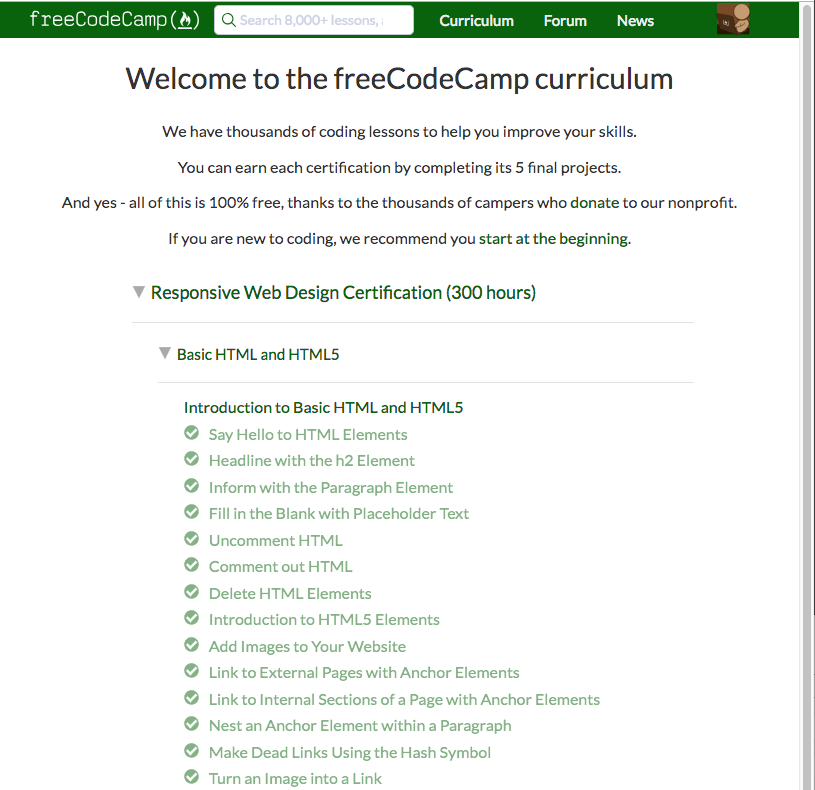 freeCodeCamp
Search 8,000+ lessons,
Curriculum
Forum
News
Welcome to the freeCodeCamp curriculum
We have thousands of coding lessons to help you improve your skills.
You can earn each certification by completing its 5 final projects.
And yes - all of this is 100% free, thanks to the thousands of campers who donate to our nonprofit.
If you are new to coding, we recommend you start at the beginning.
Responsive Web Design Certification (300 hours)
Basic HTML and HTML5
Introduction to Basic HTML and HTML5
Say Hello to HTML Elements
Headline with the h2 Element
Inform with the Paragraph Element
Fill in the Blank with Placeholder Text
Uncomment HTML
Comment out HTML
Delete HTML Elements
Introduction to HTML5 Elements
Add Images to Your Website
Link to External Pages with Anchor Elements
Link to Internal Sections of a Page with Anchor Elements
Nest an Anchor Element within a Paragraph
Make Dead Links Using the Hash Symbol
Turn an Image into a Link